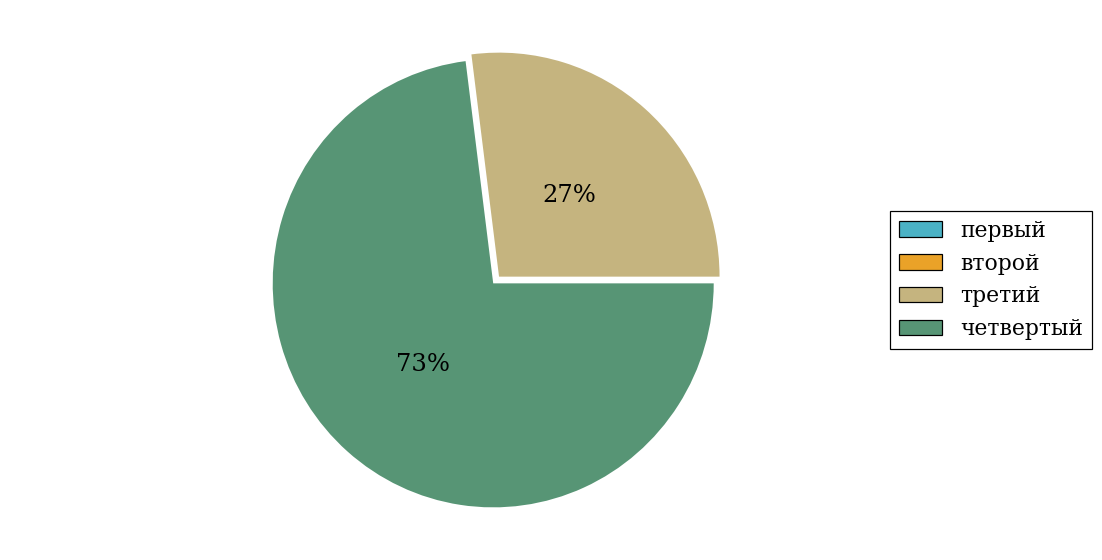 27%
73%
первый
второй
третий
четвертый